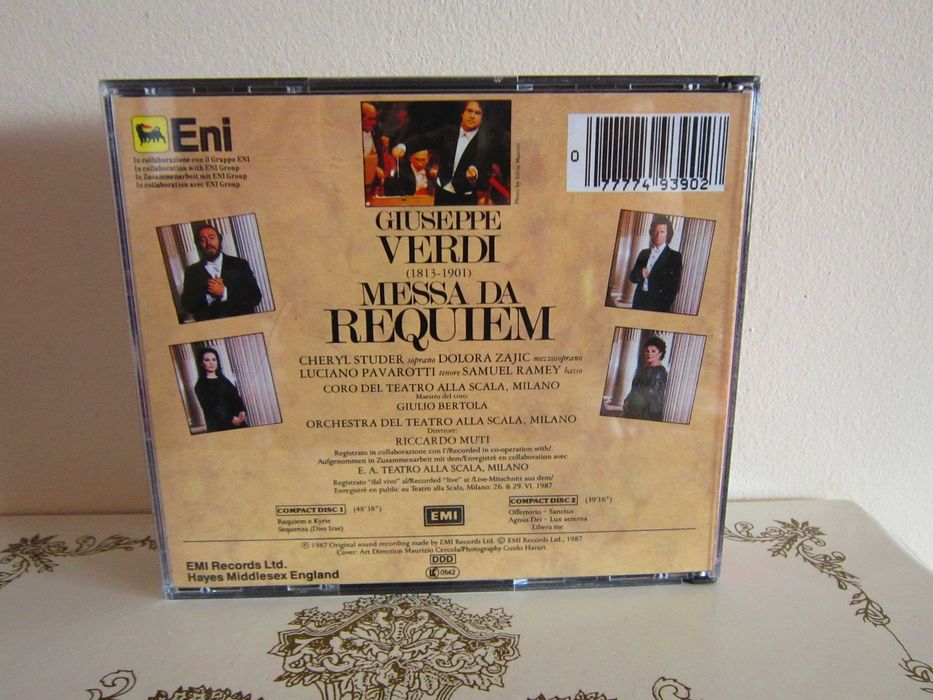 Eni
In collaborazione con il Gruppo ENI
In collaboration with ENI Group
In Zusammenarbeit mit ENI Group
In collaboration avec ENI Group
0
77774 93902
GIUSEPPE
VERDI
(1813-1901)
MESSA DA
REQUIEM
CHERYL STUDER soprano DOLORA ZAJIC mezzosoprano
LUCIANO PAVAROTTI tenore SAMUEL RAMEY basso
CORO DEL TEATRO ALLA SCALA, MILANO
Maestro del coro:
GIULIO BERTOLA
ORCHESTRA DEL TEATRO ALLA SCALA, MILANO
Direttore:
RICCARDO MUTI
Registrato in collaborazione con l'/Recorded in co-operation with/
Aufgenommen in Zusammenarbeit mit dem/Enregistré en collaboration avec
E. A. TEATRO ALLA SCALA, MILANO
Registrato "dal vivo" al/Recorded "live" at /Live-Mitschnitt aus dem/
Enregistré en public au Teatro alla Scala, Milano: 26. & 29. VI. 1987
COMPACT DISC 1 (48'38")
Requiem e Kyrie
Sequenza (Dies Irae)
EMI
COMPACT DISC 2 (39'16")
Offertorio · Sanctus
Agnus Dei · Lux aeterna
Libera me
℗ 1987 Original sound recording made by EMI Records Ltd. © EMI Records Ltd., 1987
Cover: Art Direction Maurizio Cercola/Photography Guido Harari.
DDD
LC 0542
EMI Records Ltd.
Hayes Middlesex England